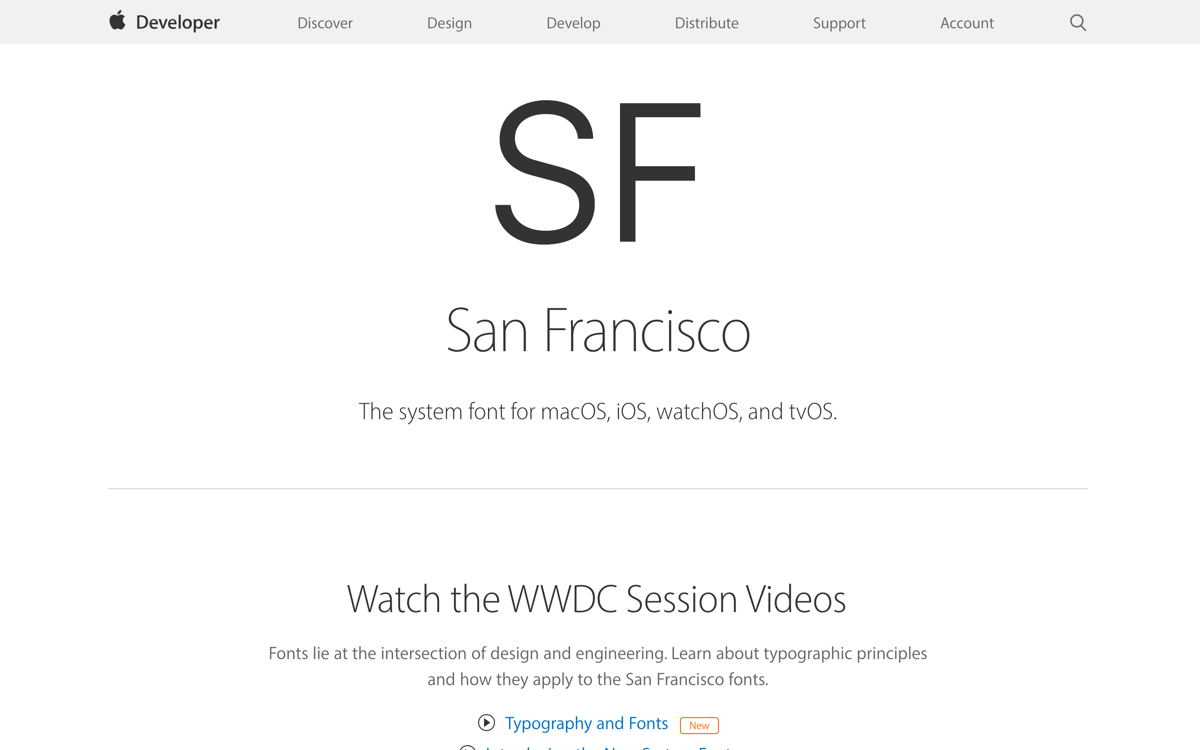 Developer Discover Design Develop Distribute Support Account
SF
San Francisco
The system font for macOS, iOS, watchOS, and tvOS.
Watch the WWDC Session Videos
Fonts lie at the intersection of design and engineering. Learn about typographic principles
and how they apply to the San Francisco fonts.
Typography and Fonts New